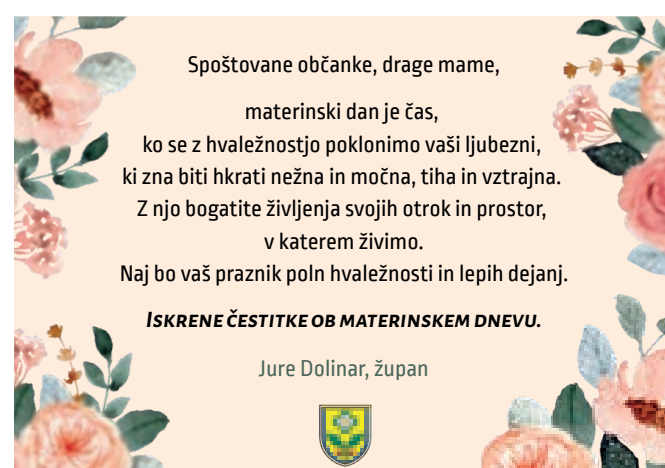 Spoštovane občanke, drage mame,
materinski dan je čas,
ko se z hvaležnostjo poklonimo vaši ljubezni,
ki zna biti hkrati nežna in močna, tiha in vztrajna.
Z njo bogatite življenja svojih otrok in prostor,
v katerem živimo.
Naj bo vaš praznik poln hvaležnosti in lepih dejanj.
ISKRENE ČESTITKE OB MATERINSKEM DNEVU.
Jure Dolinar, župan